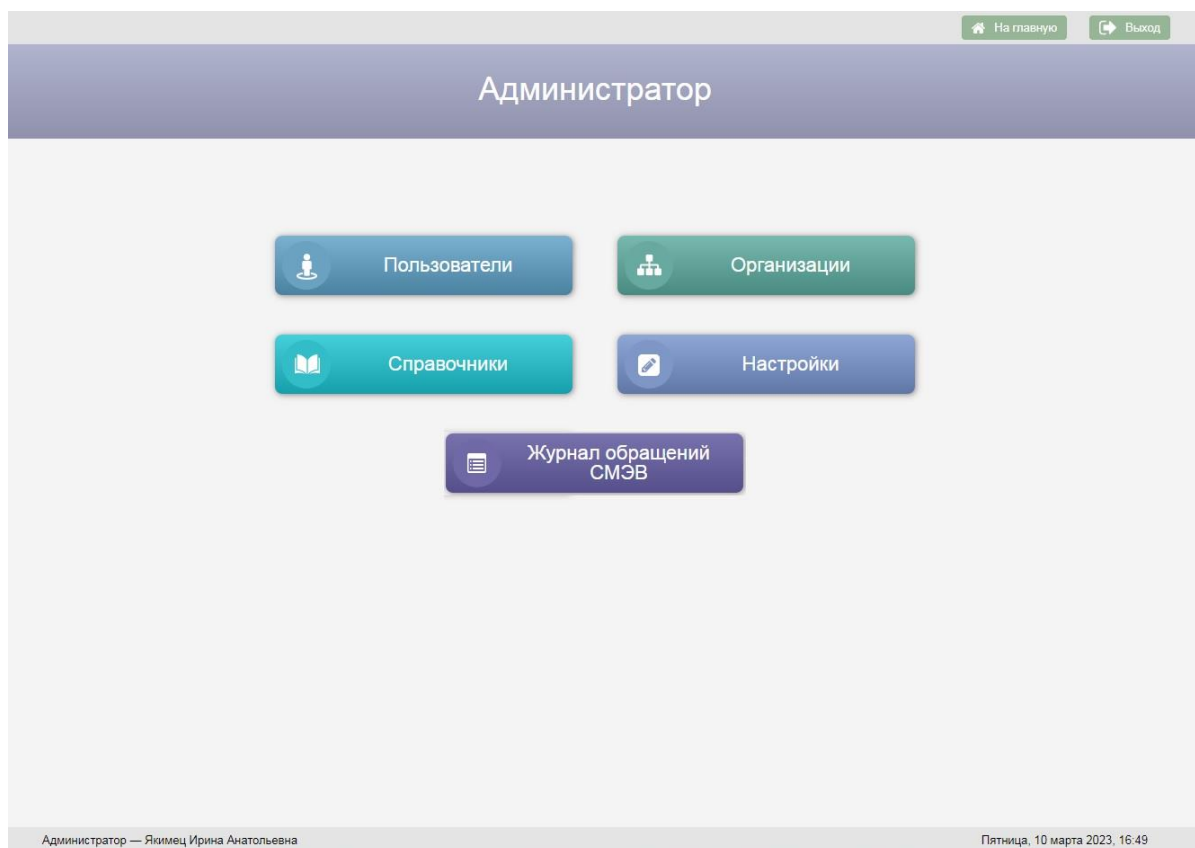 На главную Выход
Администратор
Пользователи Организации
Справочники Настройки
Журнал обращений
СМЭВ
Администратор — Якимец Ирина Анатольевна Пятница, 10 марта 2023, 16:49